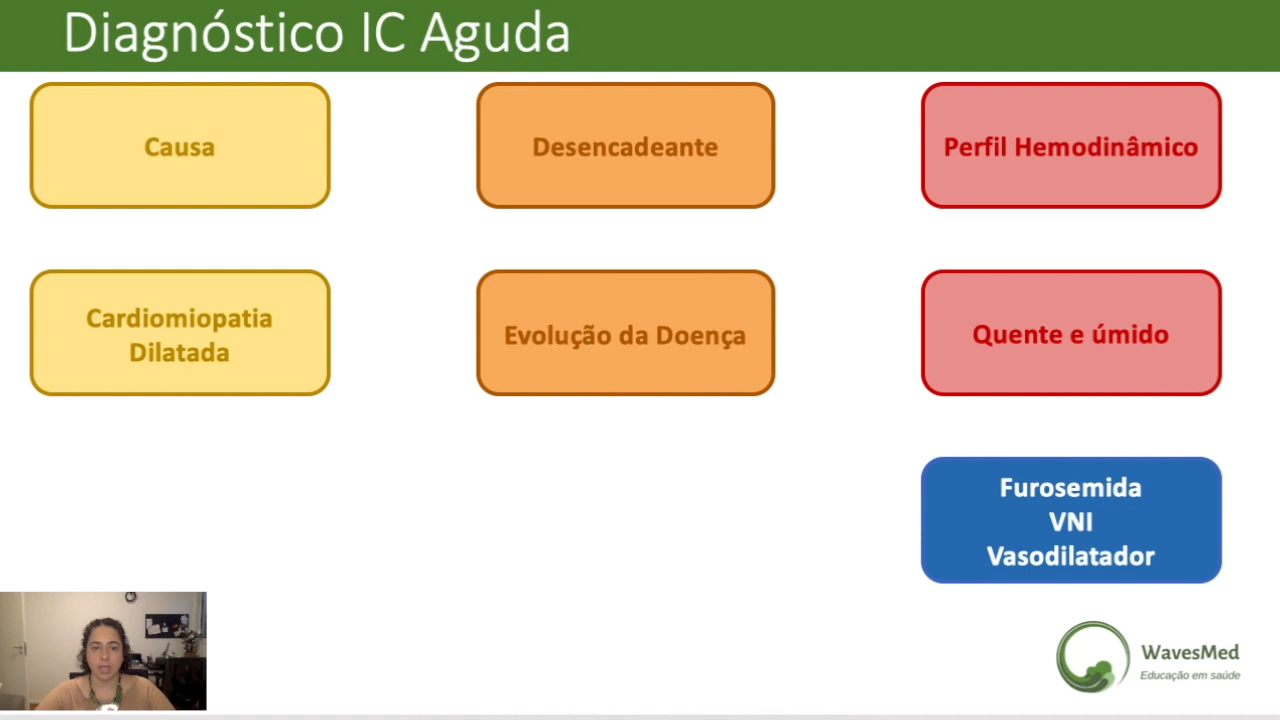 Diagnóstico IC Aguda
Causa
Desencadeante
Perfil Hemodinâmico
Cardiomiopatia
Dilatada
Evolução da Doença
Quente e úmido
Furosemida
VNI
Vasodilatador
WavesMed
Educação em saúde